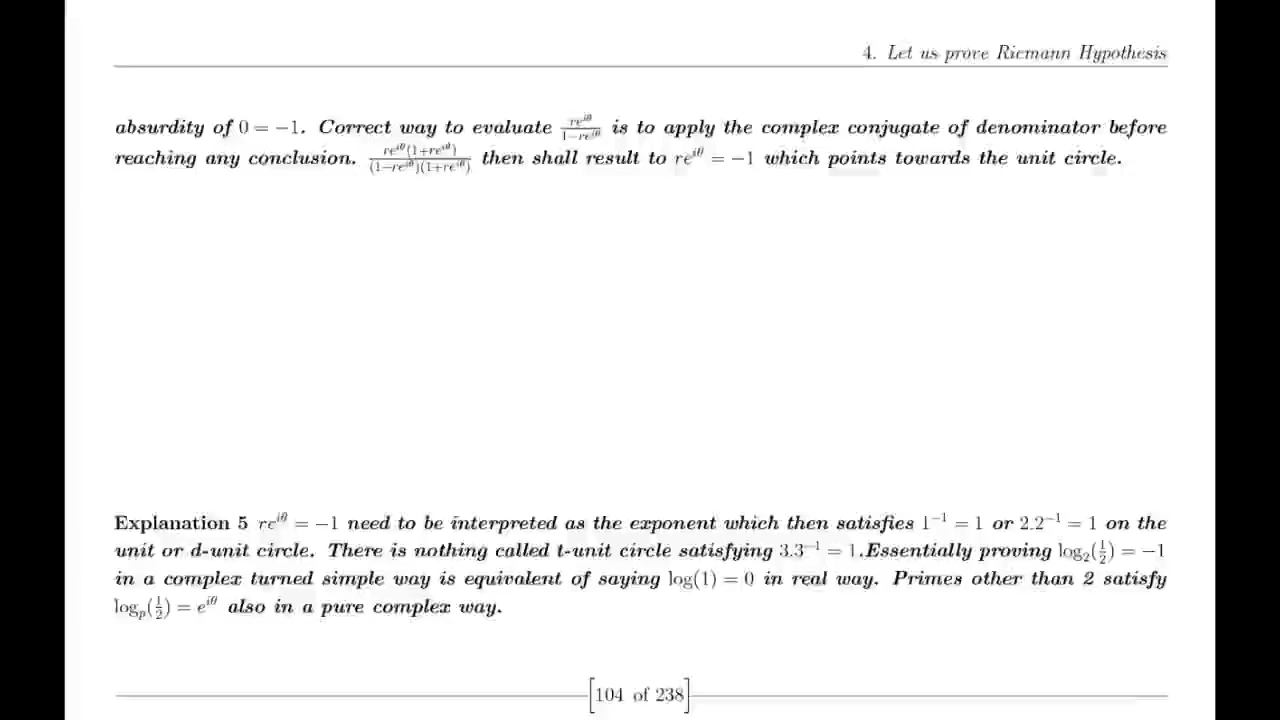 4. Let us prove Riemann Hypothesis
absurdity of 0 = −1. Correct way to evaluate re^{iθ}/(1−re^{iθ}) is to apply the complex conjugate of denominator before
reaching any conclusion. re^{iθ}(1+re^{iθ})/((1−re^{iθ})(1+re^{iθ})) then shall result to re^{iθ} = −1 which points towards the unit circle.
Explanation 5 re^{iθ} = −1 need to be interpreted as the exponent which then satisfies 1^{−1} = 1 or 2.2^{−1} = 1 on the
unit or d-unit circle. There is nothing called t-unit circle satisfying 3.3^{−1} = 1.Essentially proving log_2(1/2) = −1
in a complex turned simple way is equivalent of saying log(1) = 0 in real way. Primes other than 2 satisfy
log_p(1/2) = e^{iθ} also in a pure complex way.
[104 of 238]